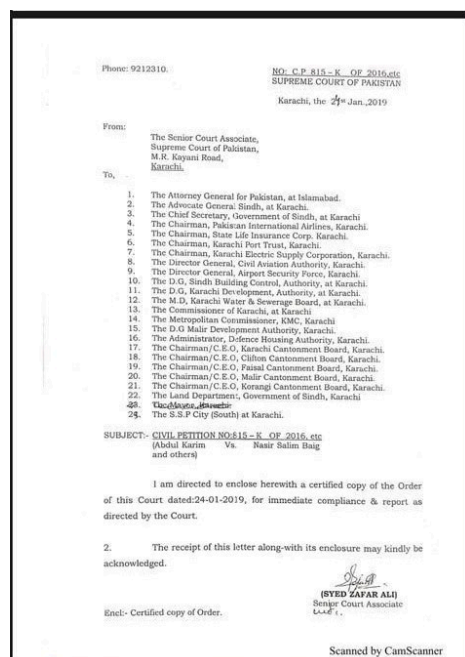 Phone: 9212310.
NO: C.P 815 – K OF 2016,etc
SUPREME COURT OF PAKISTAN
Karachi, the Jan.,2019
From:
The Senior Court Associate,
Supreme Court of Pakistan,
M.R. Kayani Road,
Karachi.
To,
1. The Attorney General for Pakistan, at Islamabad.
2. The Advocate General Sindh, at Karachi.
3. The Chief Secretary, Government of Sindh, at Karachi
4. The Chairman, Pakistan International Airlines, Karachi.
5. The Chairman, State Life Insurance Corp. Karachi.
6. The Chairman, Karachi Port Trust, Karachi.
7. The Chairman, Karachi Electric Supply Corporation, Karachi.
8. The Director General, Civil Aviation Authority, Karachi.
9. The Director General, Airport Security Force, Karachi.
10. The D.G, Sindh Building Control, Authority, at Karachi.
11. The D.G, Karachi Development, Authority, at Karachi.
12. The M.D, Karachi Water & Sewerage Board, at Karachi.
13. The Commissioner of Karachi, at Karachi
14. The Metropolitan Commissioner, KMC, Karachi
15. The D.G Malir Development Authority, Karachi.
16. The Administrator, Defence Housing Authority, Karachi.
17. The Chairman/C.E.O, Karachi Cantonment Board, Karachi.
18. The Chairman/C.E.O, Clifton Cantonment Board, Karachi.
19. The Chairman/C.E.O, Faisal Cantonment Board, Karachi.
20. The Chairman/C.E.O, Malir Cantonment Board, Karachi.
21. The Chairman/C.E.O, Korangi Cantonment Board, Karachi.
22. The Land Department, Government of Sindh, Karachi
23. The Mayor, Karachi
24. The S.S.P City (South) at Karachi.
SUBJECT:- CIVIL PETITION NO:815 – K OF 2016, etc
(Abdul Karim Vs. Nasir Salim Baig
and others)
I am directed to enclose herewith a certified copy of the Order
of this Court dated:24-01-2019, for immediate compliance & report as
directed by the Court.
2. The receipt of this letter along-with its enclosure may kindly be
acknowledged.
(SYED ZAFAR ALI)
Senior Court Associate
Encl:- Certified copy of Order.
Scanned by CamScanner